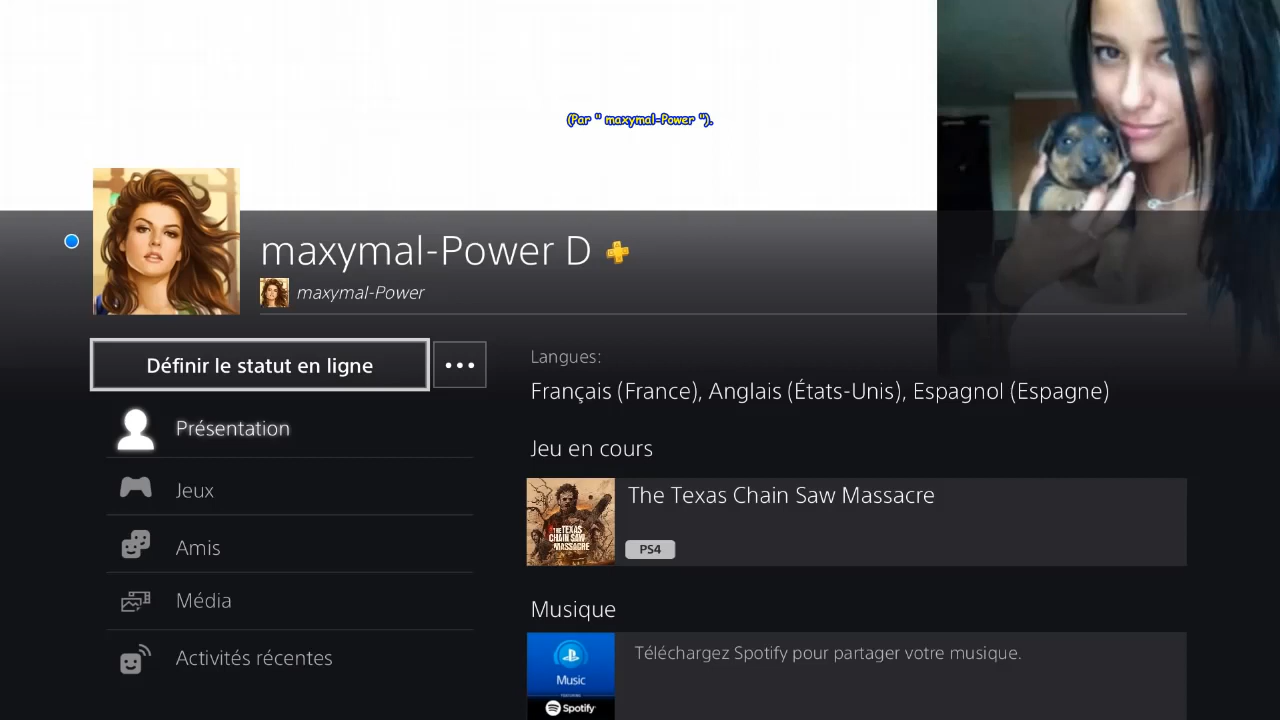 (Par " maxymal-Power ").
maxymal-Power D
maxymal-Power
Définir le statut en ligne
Présentation
Jeux
Amis
Média
Activités récentes
Langues:
Français (France), Anglais (États-Unis), Espagnol (Espagne)
Jeu en cours
THE TEXAS
CHAIN SAW
MASSACRE
The Texas Chain Saw Massacre
PS4
Musique
Music
FEATURING
Spotify
Téléchargez Spotify pour partager votre musique.